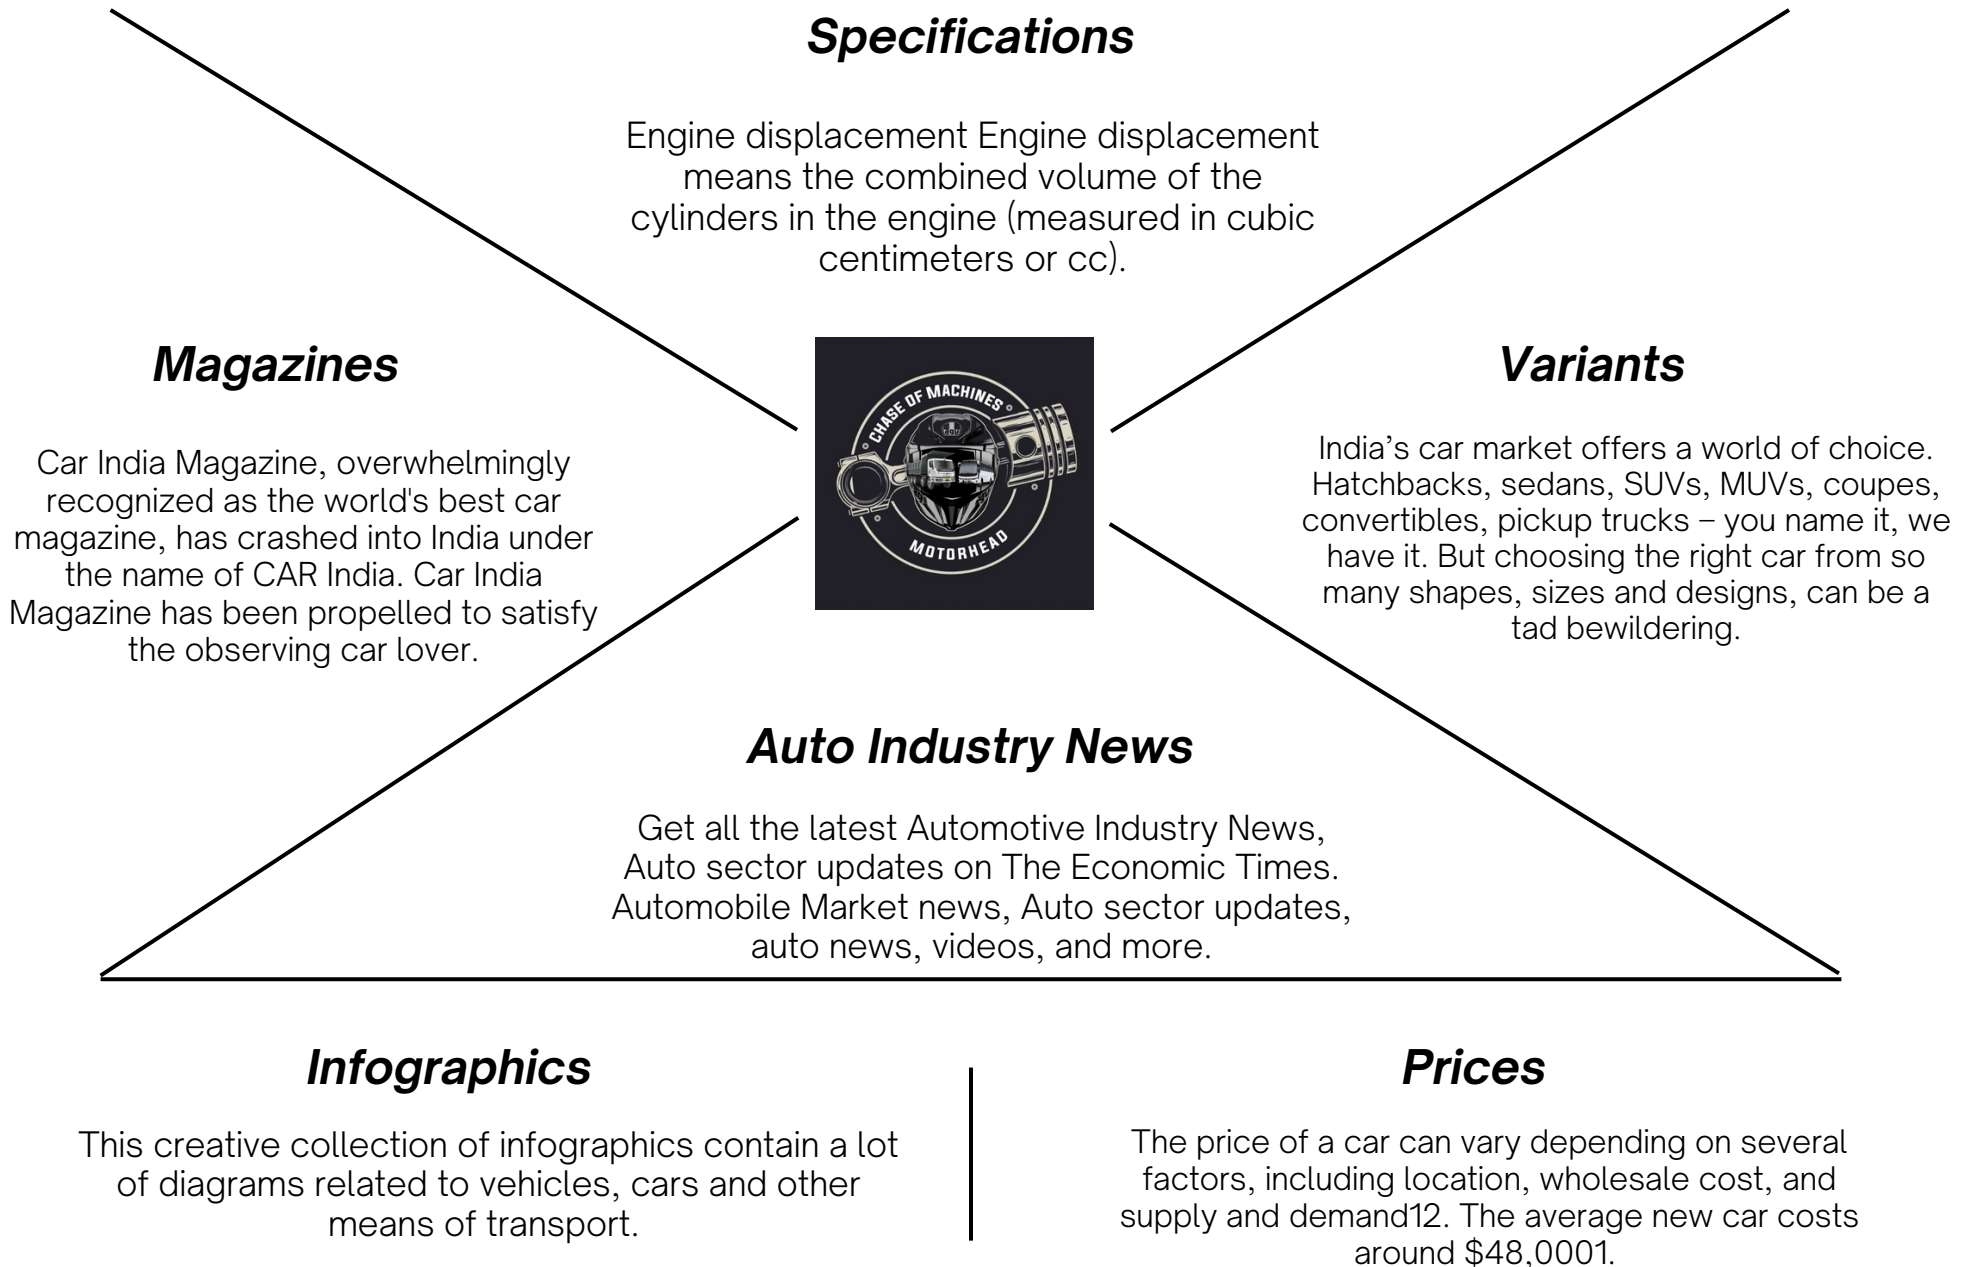 Specifications
Engine displacement Engine displacement
means the combined volume of the
cylinders in the engine (measured in cubic
centimeters or cc).
Magazines
Car India Magazine, overwhelmingly
recognized as the world's best car
magazine, has crashed into India under
the name of CAR India. Car India
Magazine has been propelled to satisfy
the observing car lover.
CHASE OF MACHINES
MOTORHEAD
Variants
India’s car market offers a world of choice.
Hatchbacks, sedans, SUVs, MUVs, coupes,
convertibles, pickup trucks – you name it, we
have it. But choosing the right car from so
many shapes, sizes and designs, can be a
tad bewildering.
Auto Industry News
Get all the latest Automotive Industry News,
Auto sector updates on The Economic Times.
Automobile Market news, Auto sector updates,
auto news, videos, and more.
Infographics
This creative collection of infographics contain a lot
of diagrams related to vehicles, cars and other
means of transport.
Prices
The price of a car can vary depending on several
factors, including location, wholesale cost, and
supply and demand12. The average new car costs
around $48,0001.